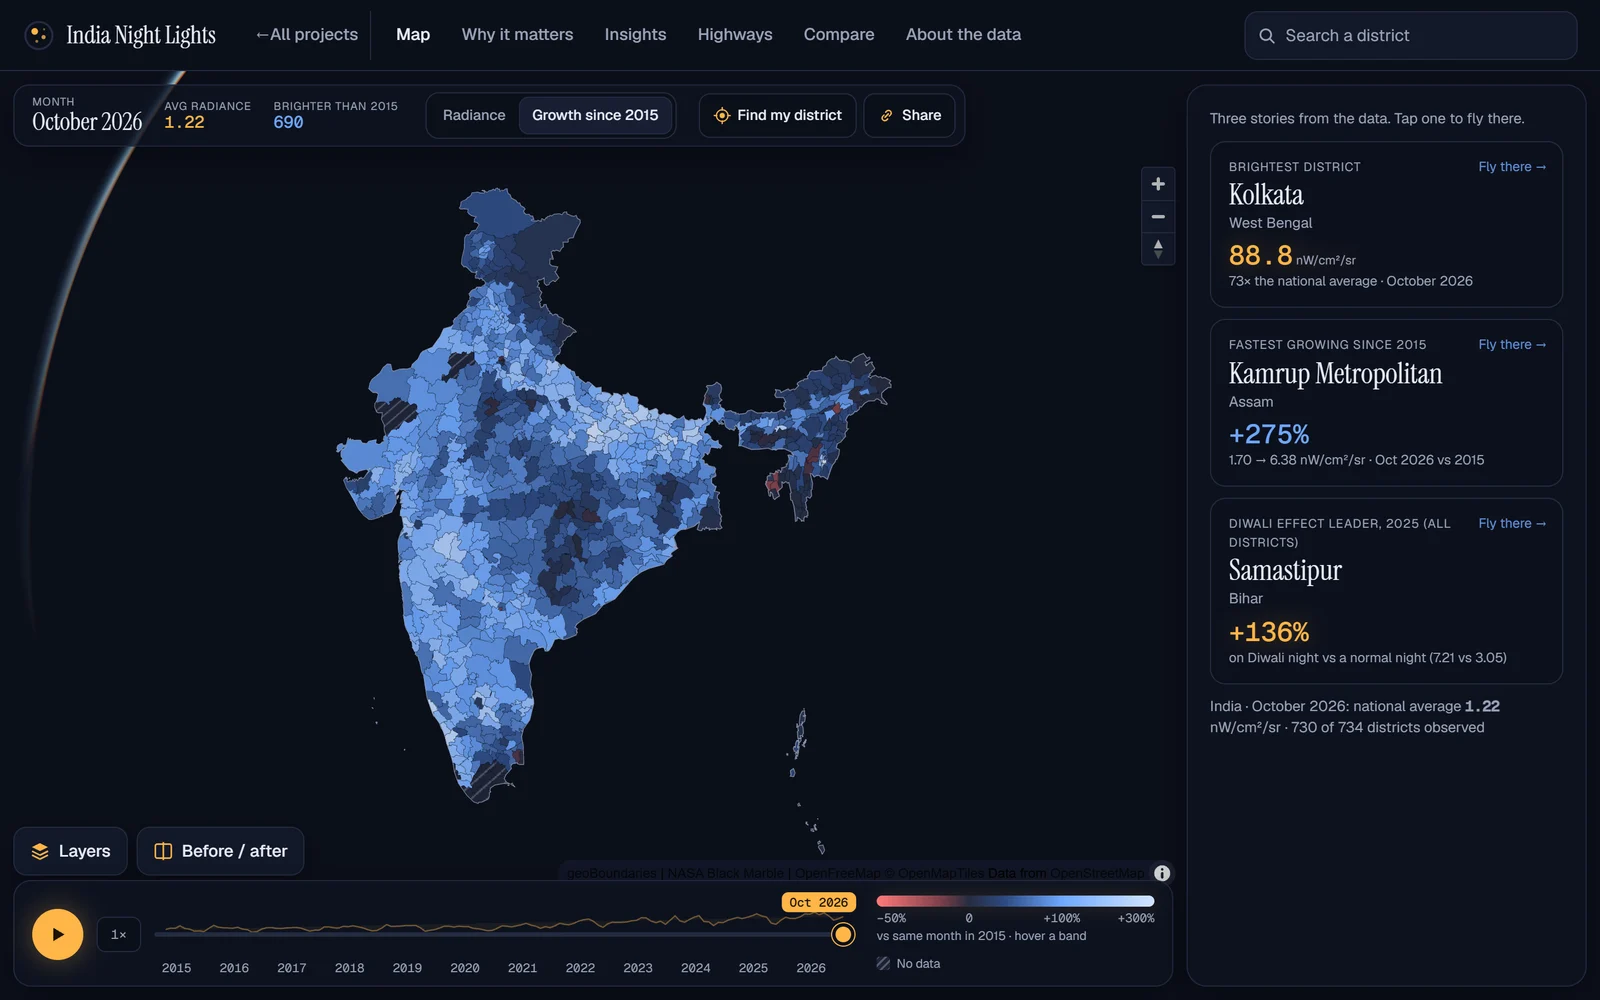 India Night Lights
←All projects
Map
Why it matters
Insights
Highways
Compare
About the data
Search a district
MONTH
October 2026
AVG RADIANCE
1.22
BRIGHTER THAN 2015
690
Radiance
Growth since 2015
Find my district
Share
Three stories from the data. Tap one to fly there.
BRIGHTEST DISTRICT
Fly there →
Kolkata
West Bengal
88.8 nW/cm²/sr
73× the national average · October 2026
FASTEST GROWING SINCE 2015
Fly there →
Kamrup Metropolitan
Assam
+275%
1.70 → 6.38 nW/cm²/sr · Oct 2026 vs 2015
DIWALI EFFECT LEADER, 2025 (ALL
DISTRICTS)
Fly there →
Samastipur
Bihar
+136%
on Diwali night vs a normal night (7.21 vs 3.05)
India · October 2026: national average 1.22
nW/cm²/sr · 730 of 734 districts observed
Layers
Before / after
geoBoundaries | NASA Black Marble | OpenFreeMap © OpenMapTiles Data from OpenStreetMap
1×
Oct 2026
2015 2016 2017 2018 2019 2020 2021 2022 2023 2024 2025 2026
−50% 0 +100% +300%
vs same month in 2015 · hover a band
No data